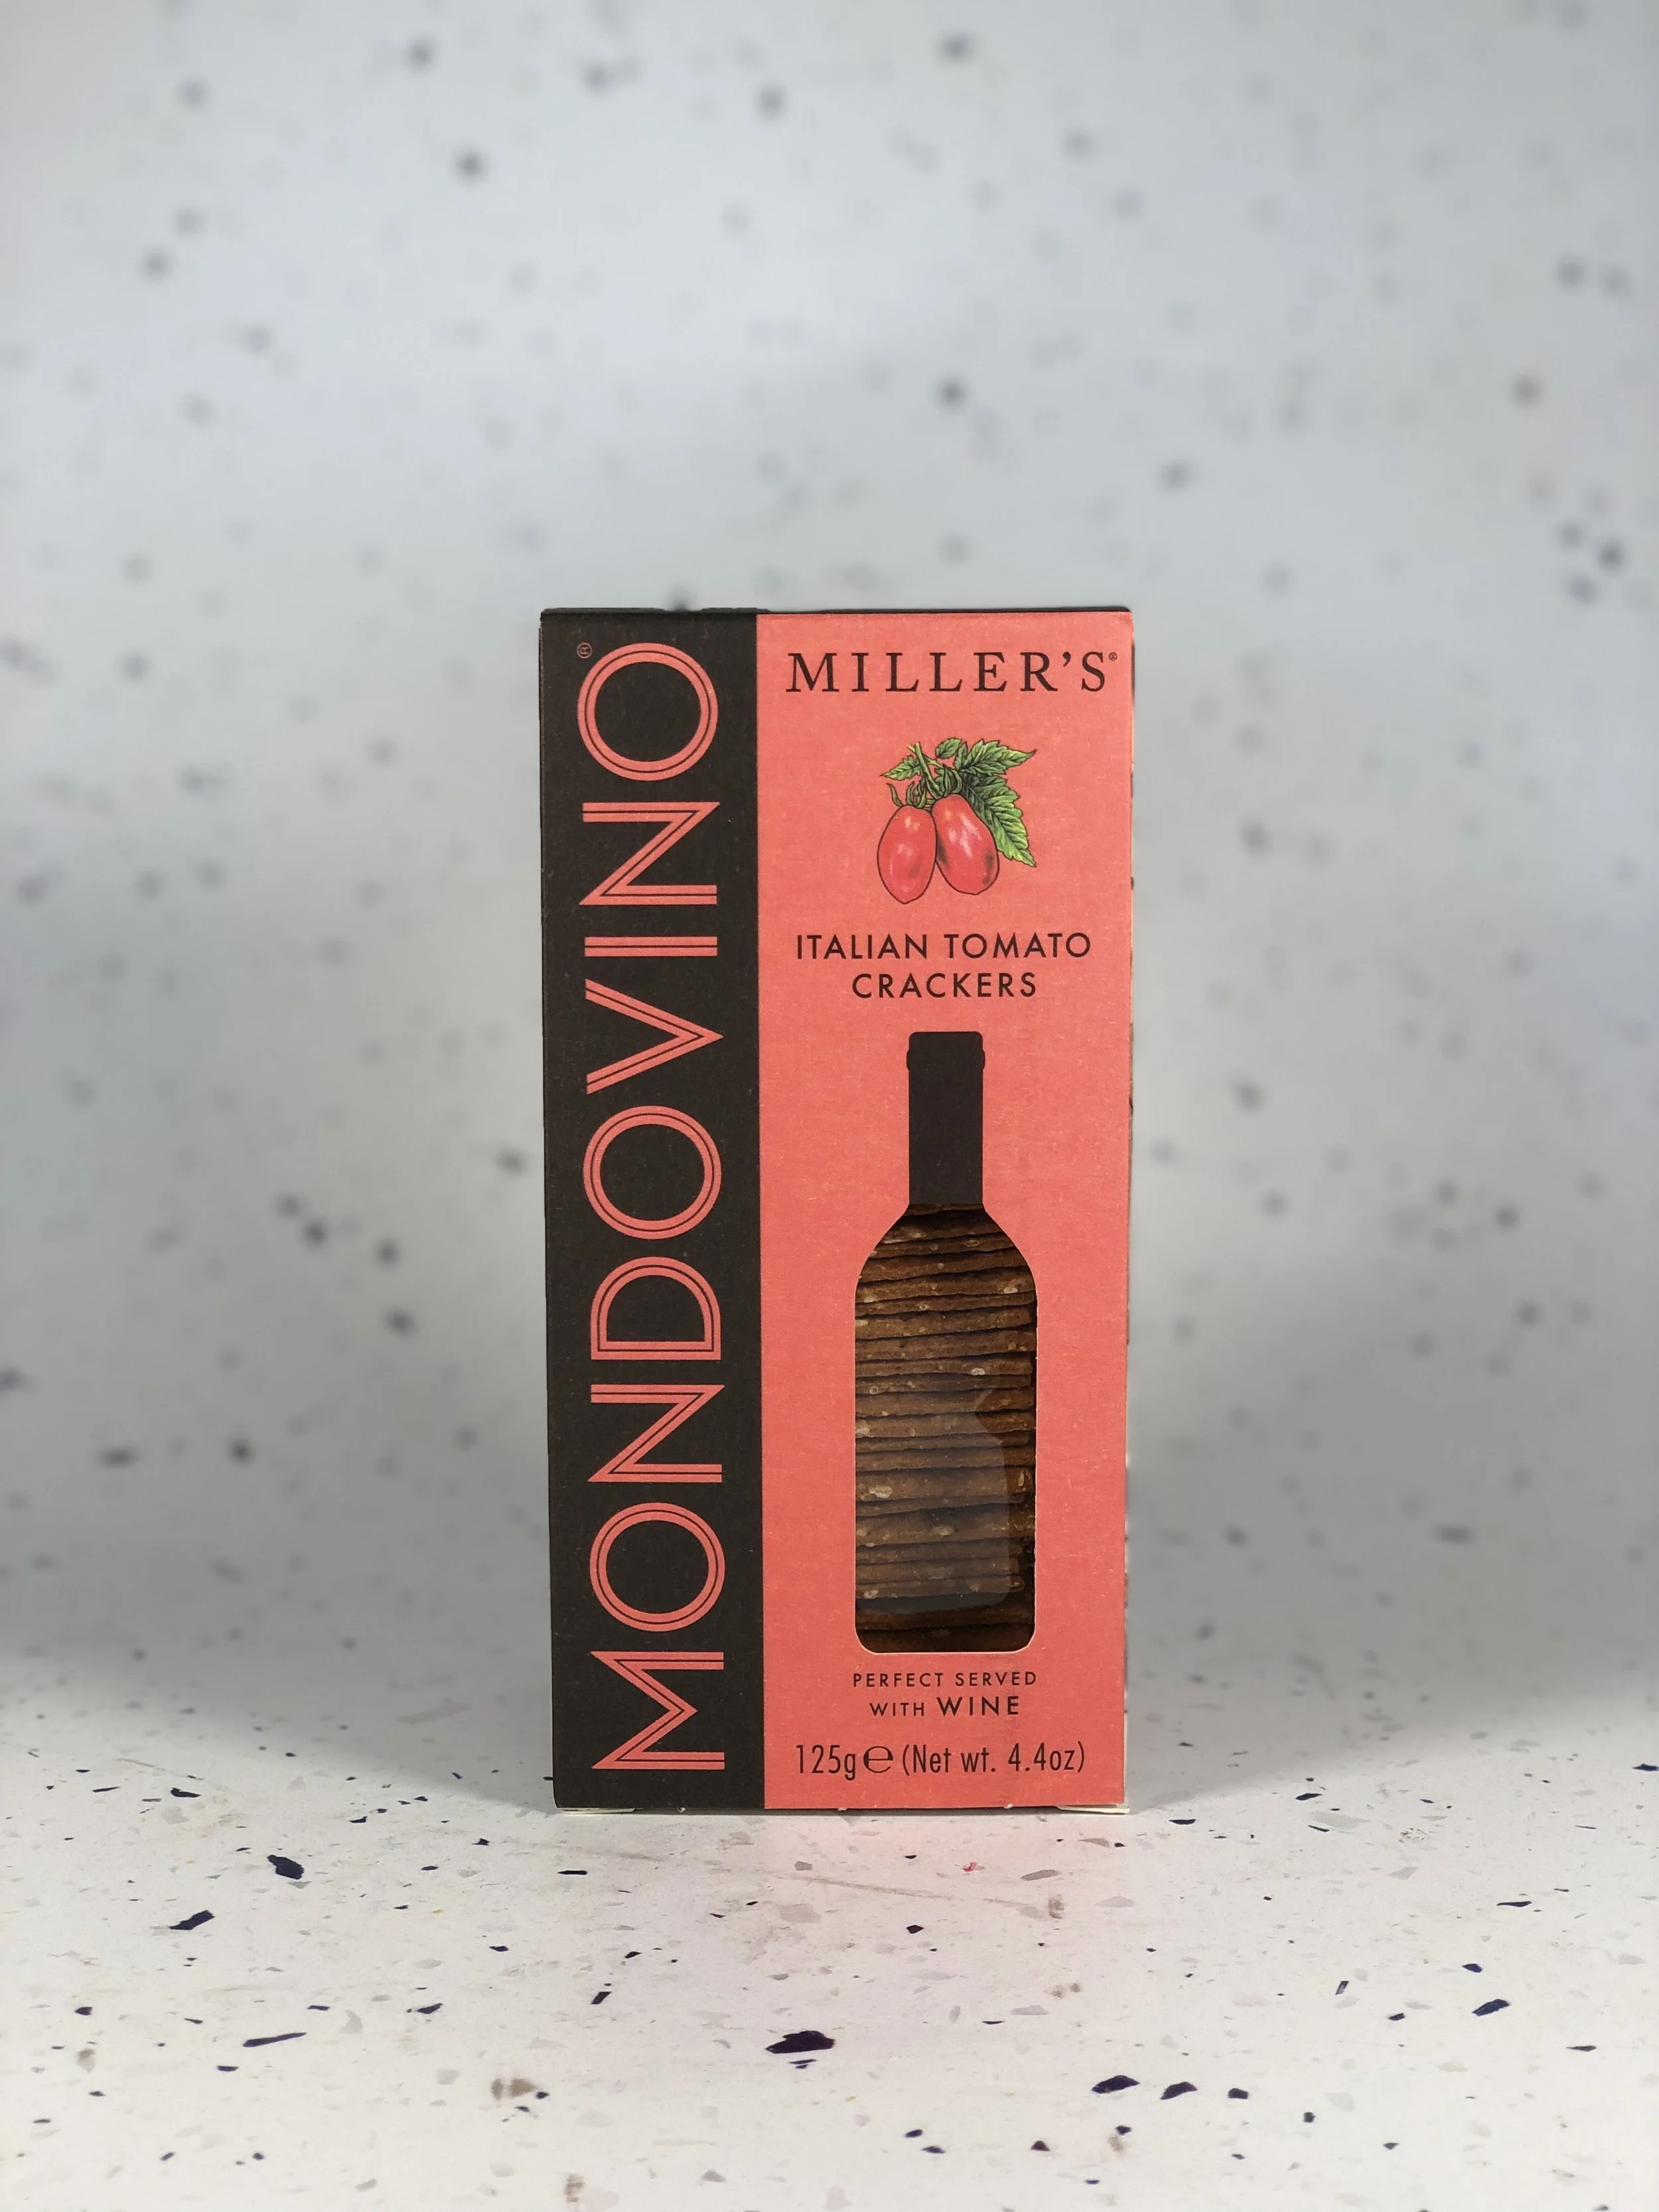 MONDOVINO®
MILLER'S®
ITALIAN TOMATO
CRACKERS
PERFECT SERVED
WITH WINE
125g℮ (Net wt. 4.4oz)